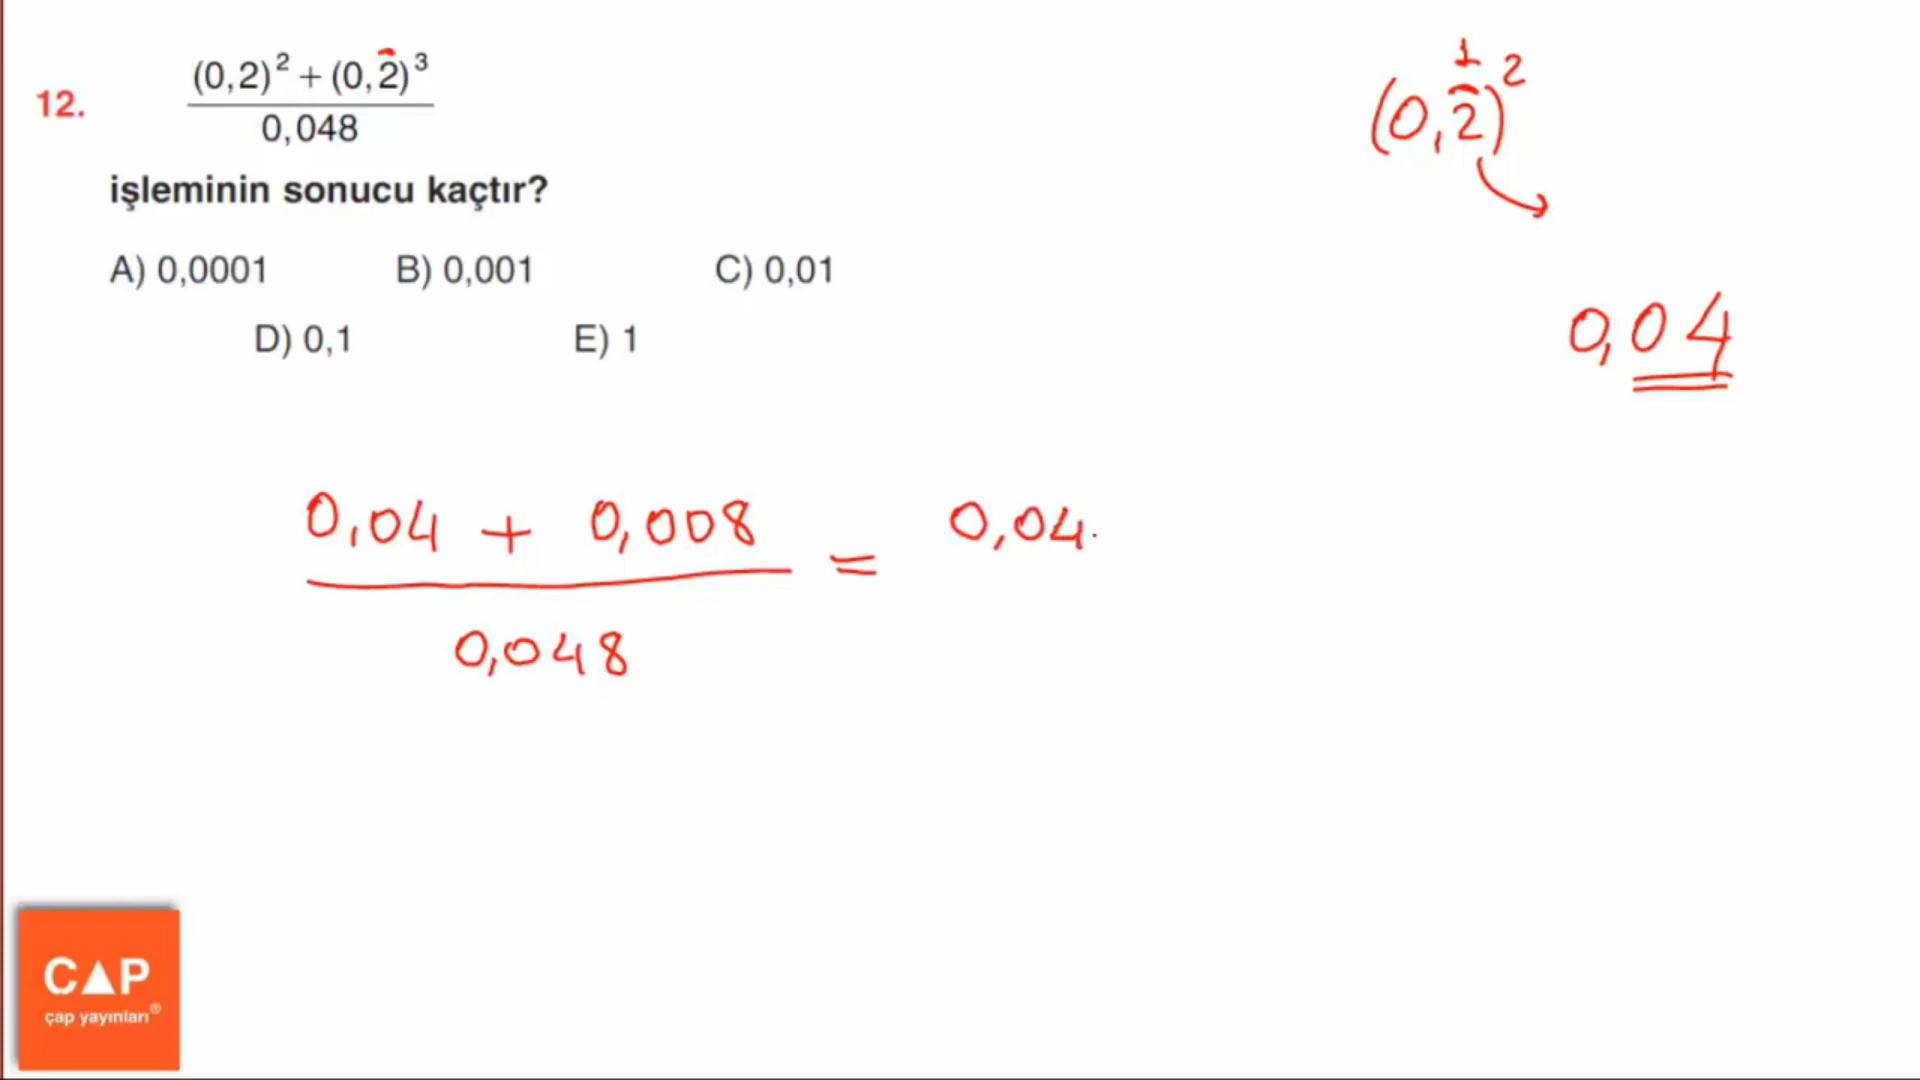 12. (0,2)² + (0,2)³
0,048
işleminin sonucu kaçtır?
A) 0,0001 B) 0,001 C) 0,01
D) 0,1 E) 1
1
(0,2)²
0,04
0,04 + 0,008 = 0,04
0,048
CAP
çap yayınları®